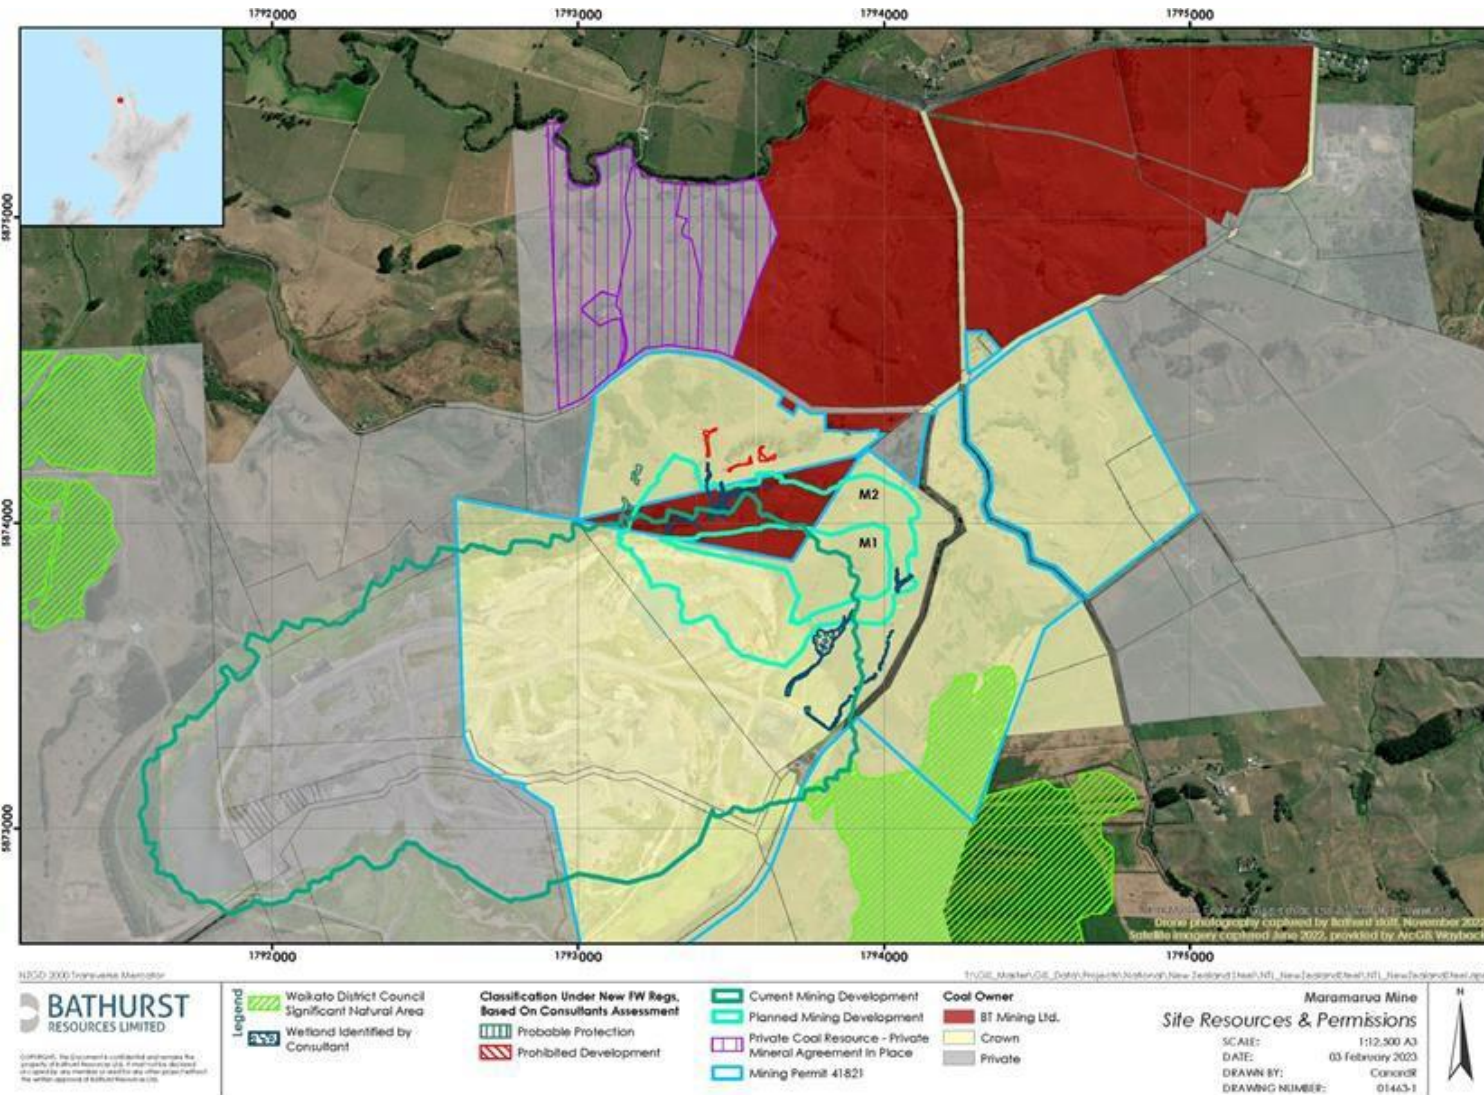 1792000
1793000
1794000
1795000
5875000
5874000
5873000
M2
M1
Drone photography captured by Bathurst staff, November 2022
Satellite imagery captured June 2022, provided by ArcGIS Wayback
1792000
1793000
1794000
1795000
NZGD 2000 Transverse Mercator
BATHURST
RESOURCES LIMITED
Legend
Waikato District Council
Significant Natural Area
Wetland Identified by
Consultant
Classification Under New FW Regs,
Based On Consultants Assessment
Probable Protection
Prohibited Development
Current Mining Development
Planned Mining Development
Private Coal Resource - Private
Mineral Agreement In Place
Mining Permit 41821
Coal Owner
BT Mining Ltd.
Crown
Private
Maramarua Mine
Site Resources & Permissions
SCALE: 1:12,500 A3
DATE: 03 February 2023
DRAWN BY: CanardR
DRAWING NUMBER: 01463-1
N